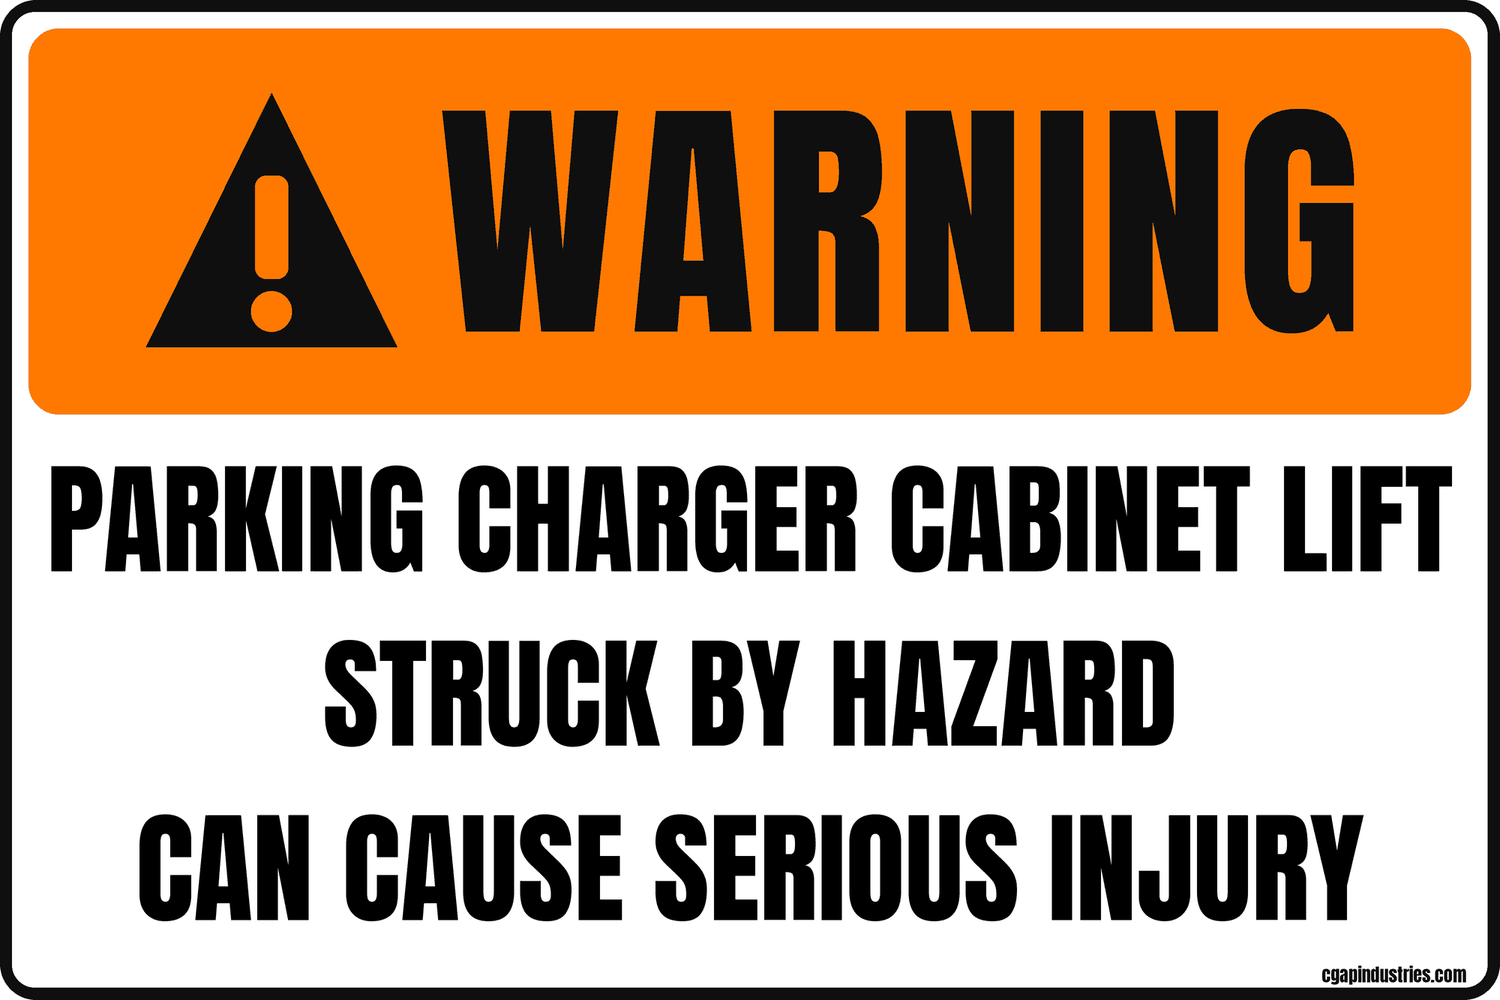 WARNING
PARKING CHARGER CABINET LIFT
STRUCK BY HAZARD
CAN CAUSE SERIOUS INJURY
cgapindustries.com